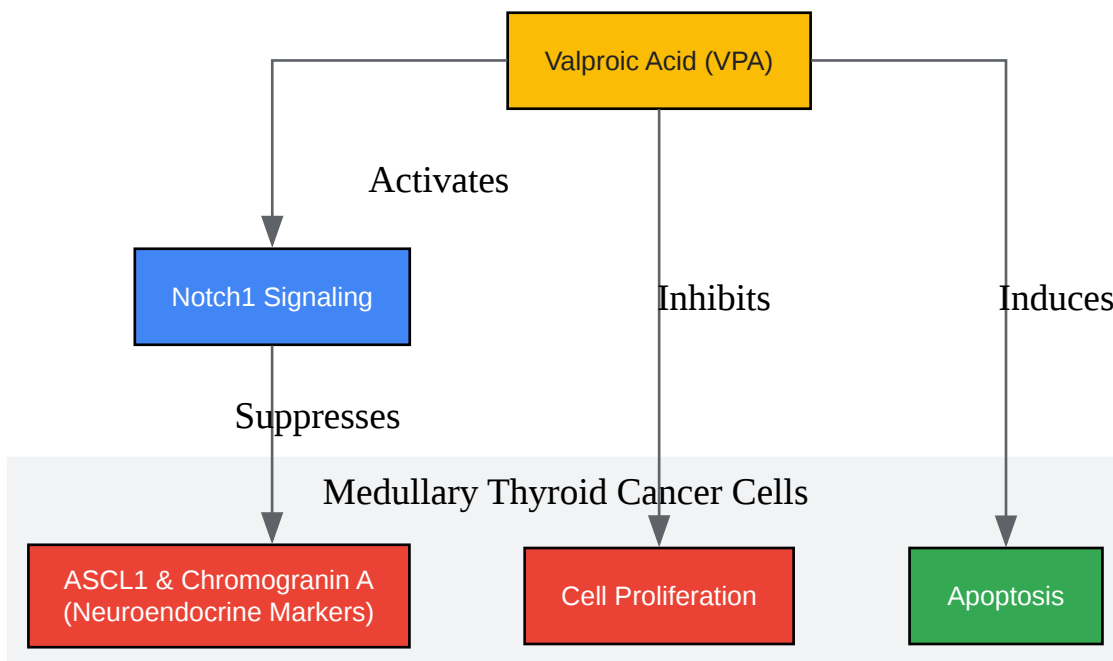 Valproic Acid (VPA)
Activates
Notch1 Signaling
Inhibits
Induces
Suppresses
Medullary Thyroid Cancer Cells
ASCL1 & Chromogranin A
(Neuroendocrine Markers)
Cell Proliferation
Apoptosis